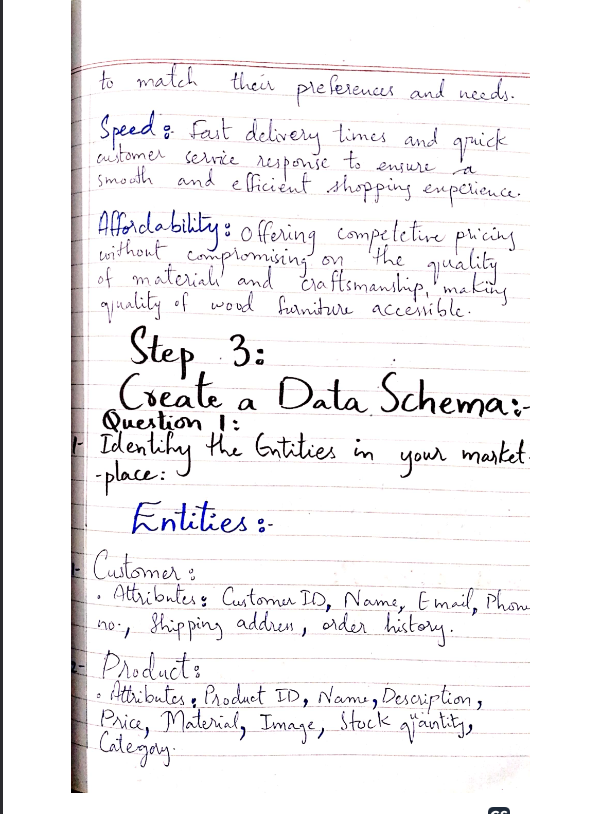 to match their preferences and needs.
Speed: Fast delivery times and quick
customer service response to ensure a
smooth and efficient shopping experience.
Affordability: Offering competetive pricing
without compromising on the quality
of materials and craftsmanship, making
quality of wood furniture accessible.
Step 3:
Create a Data Schema:-
Question 1:
1- Identify the Entities in your market
-place:
Entities:-
1- Customer:
• Attributes: Customer ID, Name, Email, Phone
no., Shipping address, order history.
2- Product:
• Attributes: Product ID, Name, Description,
Price, Material, Image, Stock quantity,
Category.
CS